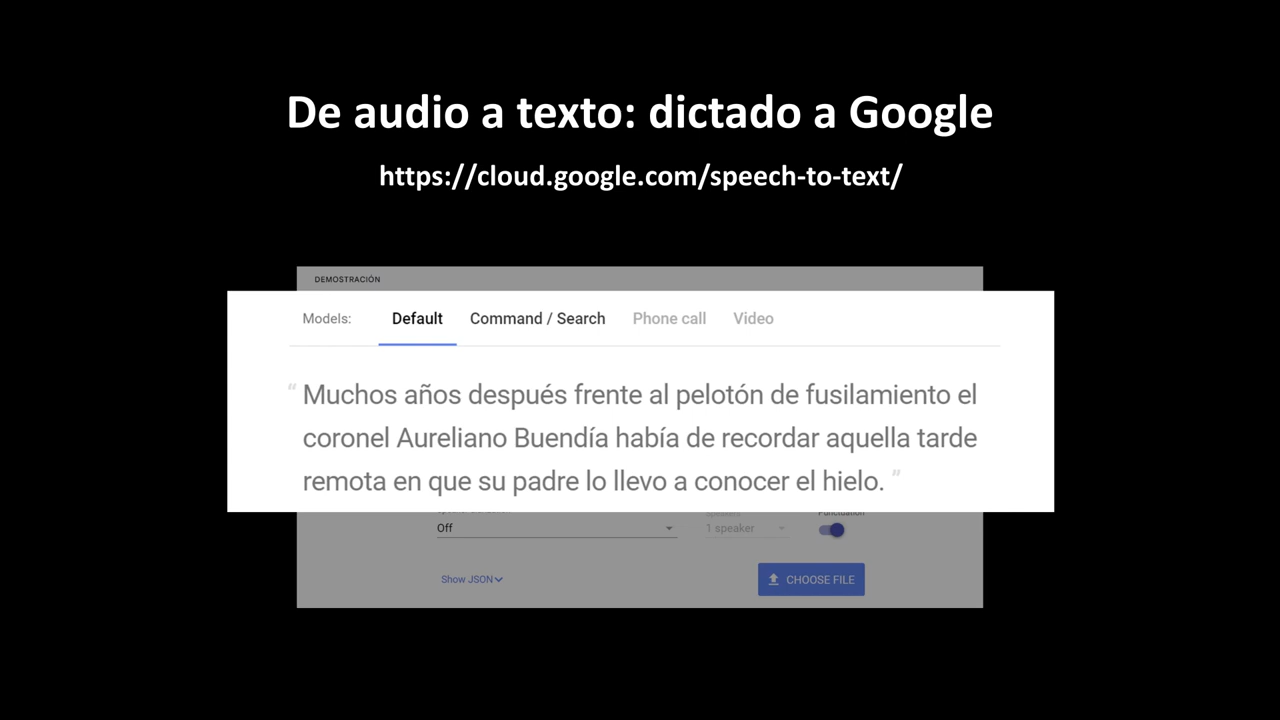 De audio a texto: dictado a Google
https://cloud.google.com/speech-to-text/
DEMOSTRACIÓN
Models: Default Command / Search Phone call Video
“ Muchos años después frente al pelotón de fusilamiento el
coronel Aureliano Buendía había de recordar aquella tarde
remota en que su padre lo llevo a conocer el hielo. ”
Punctuation
Off 1 speaker
Show JSON CHOOSE FILE